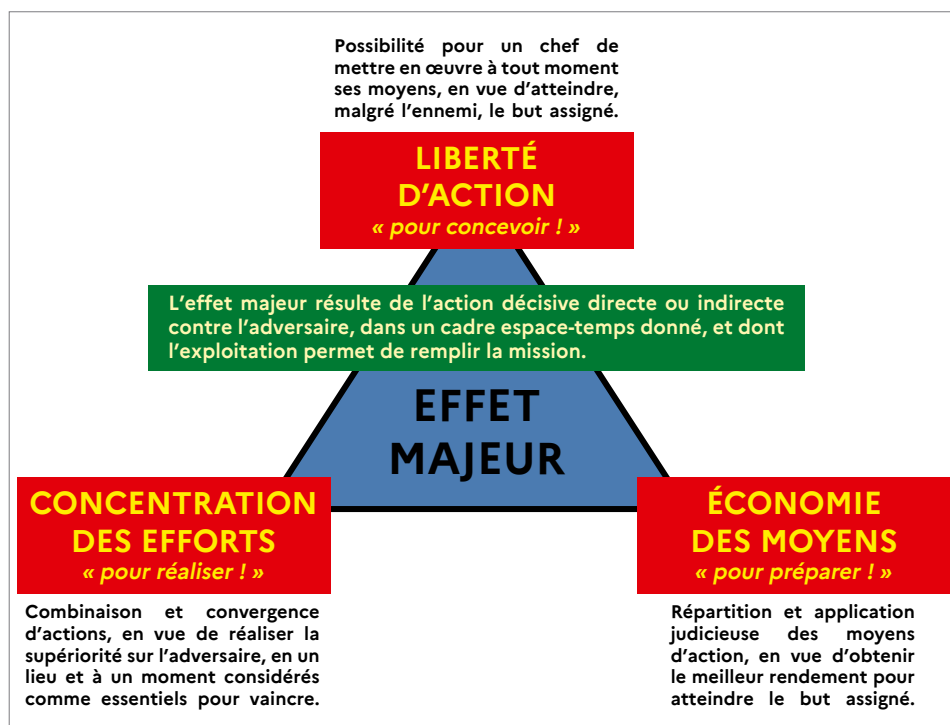 Possibilité pour un chef de
mettre en œuvre à tout moment
ses moyens, en vue d'atteindre,
malgré l'ennemi, le but assigné.
LIBERTÉ
D'ACTION
« pour concevoir ! »
L'effet majeur résulte de l'action décisive directe ou indirecte
contre l'adversaire, dans un cadre espace-temps donné, et dont
l'exploitation permet de remplir la mission.
EFFET
MAJEUR
CONCENTRATION
DES EFFORTS
« pour réaliser ! »
Combinaison et convergence
d'actions, en vue de réaliser la
supériorité sur l'adversaire, en un
lieu et à un moment considérés
comme essentiels pour vaincre.
ÉCONOMIE
DES MOYENS
« pour préparer ! »
Répartition et application
judicieuse des moyens
d'action, en vue d'obtenir
le meilleur rendement pour
atteindre le but assigné.